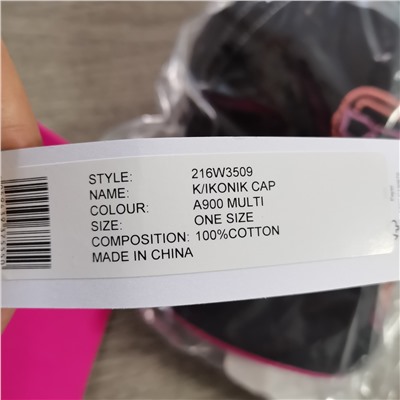 STYLE: 216W3509
NAME: K/IKONIK CAP
COLOUR: A900 MULTI
SIZE: ONE SIZE
COMPOSITION: 100%COTTON
MADE IN CHINA